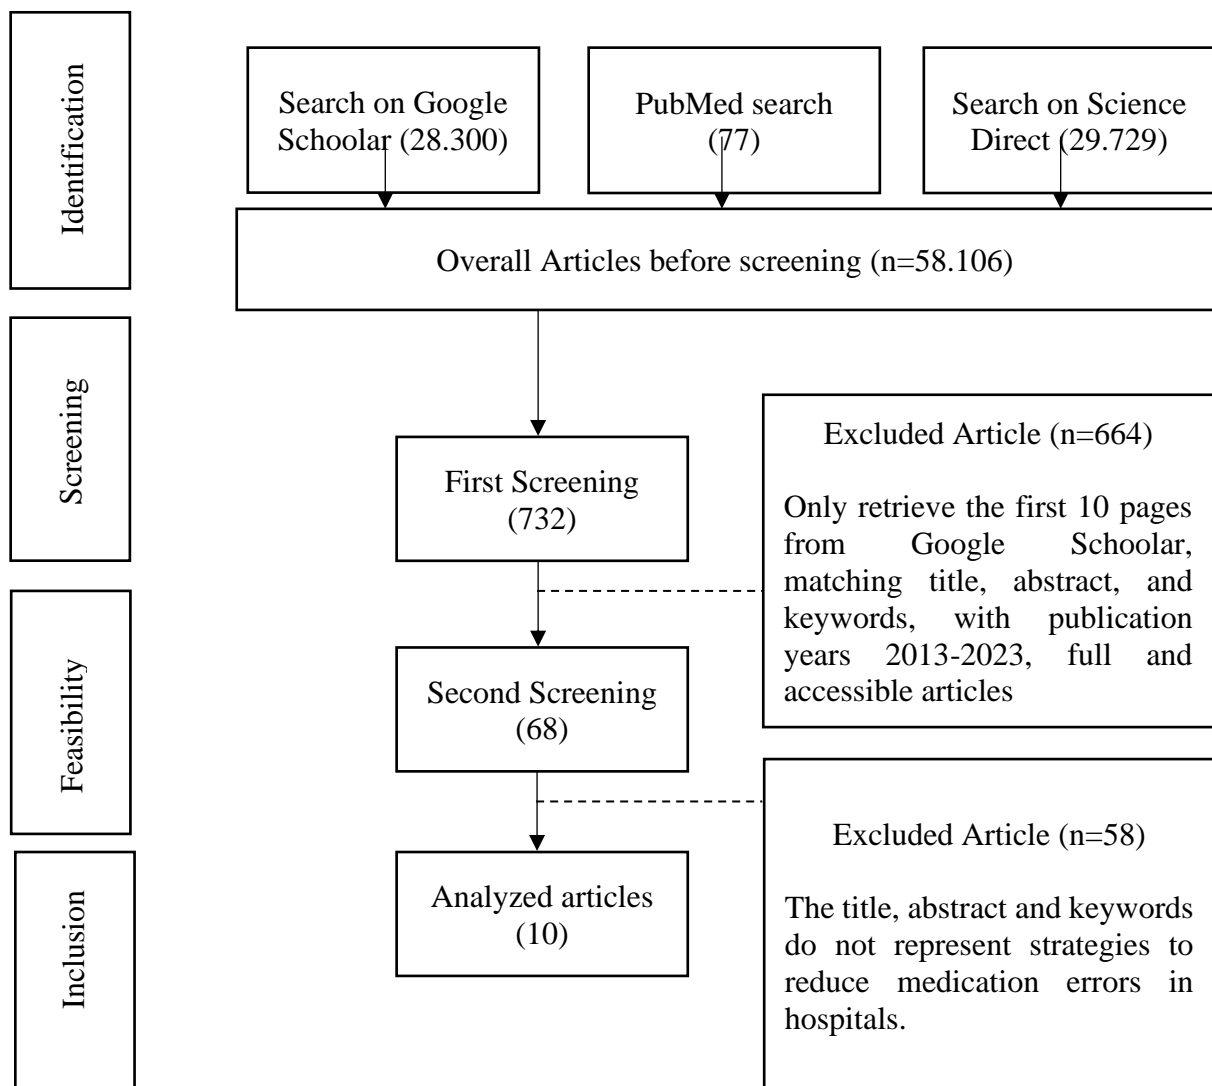 Identification
Search on Google
Schoolar (28.300)
PubMed search
(77)
Search on Science
Direct (29.729)
Overall Articles before screening (n=58.106)
Screening
First Screening
(732)
Excluded Article (n=664)
Only retrieve the first 10 pages
from Google Schoolar,
matching title, abstract, and
keywords, with publication
years 2013-2023, full and
accessible articles
Feasibility
Second Screening
(68)
Excluded Article (n=58)
The title, abstract and keywords
do not represent strategies to
reduce medication errors in
hospitals.
Inclusion
Analyzed articles
(10)